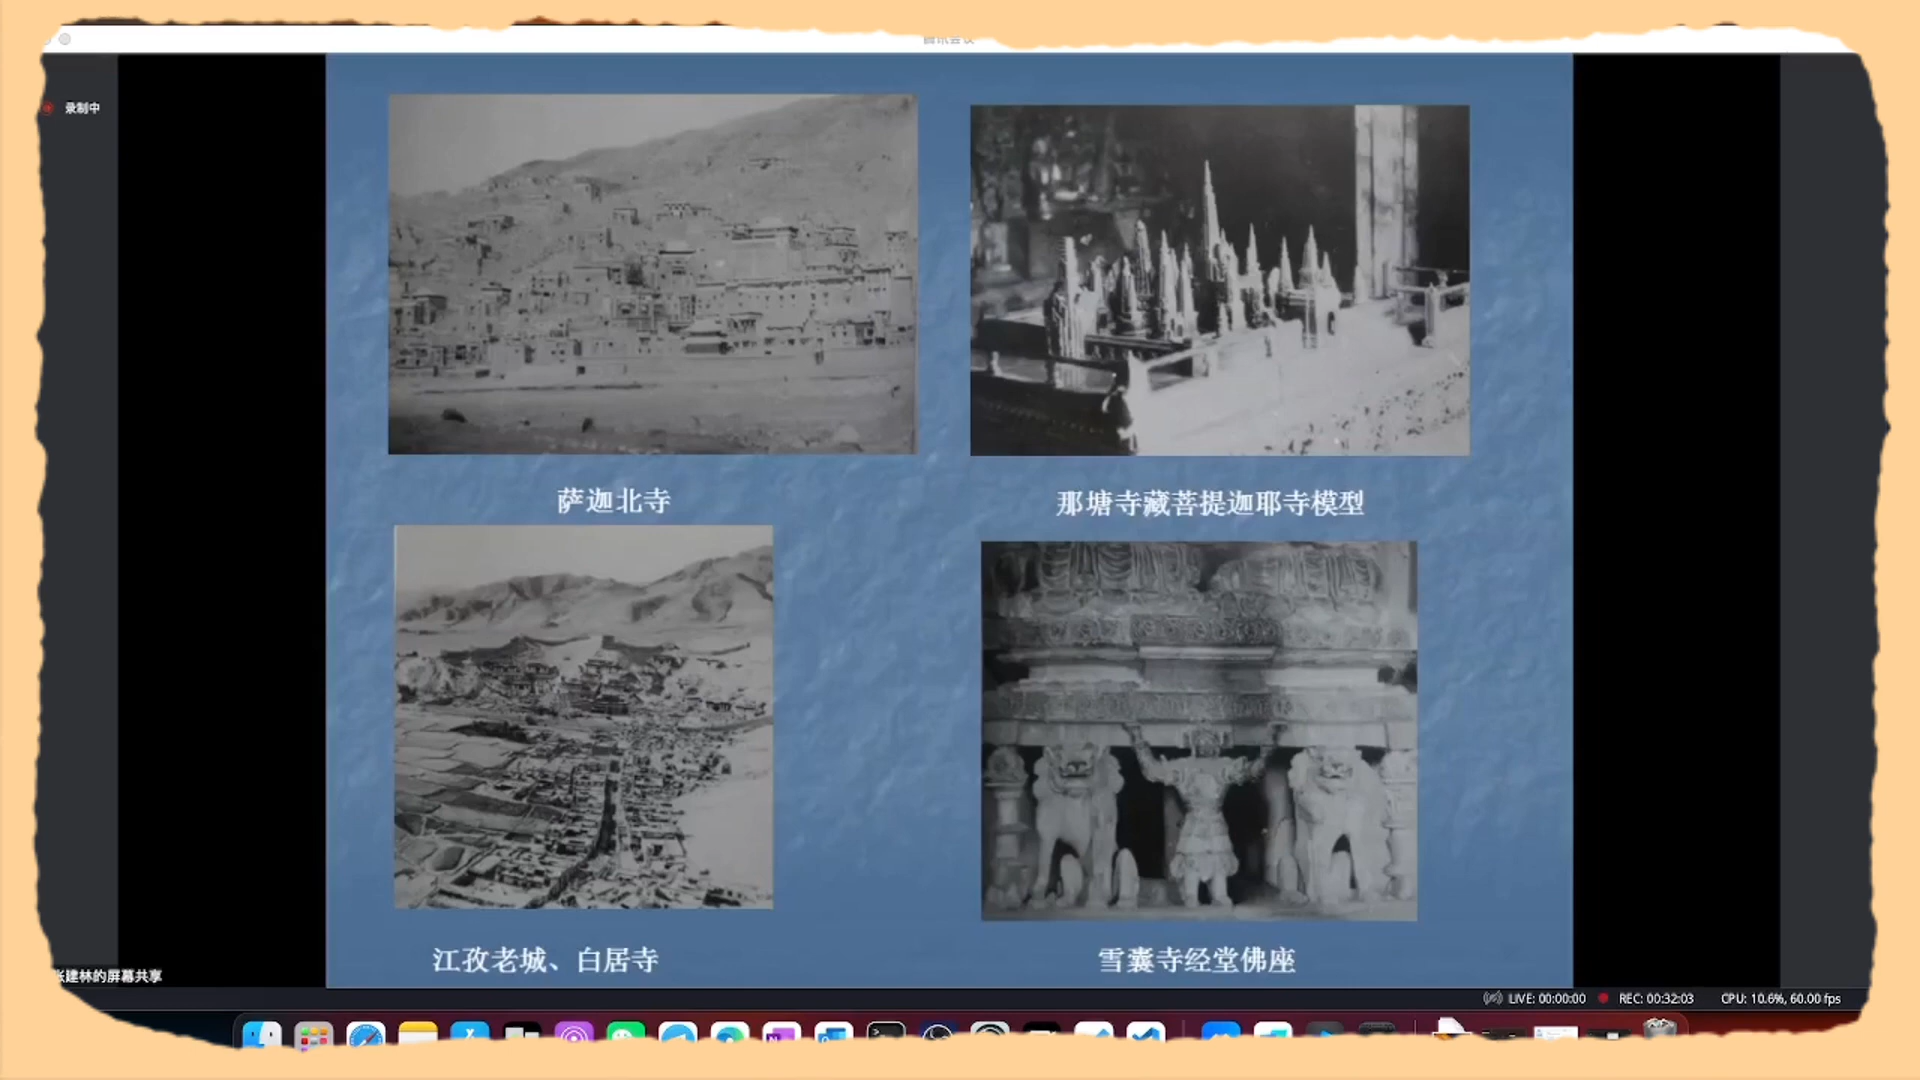 录制中
萨迦北寺
那塘寺藏菩提迦耶寺模型
江孜老城、白居寺
雪囊寺经堂佛座
张建林的屏幕共享
LIVE: 00:00:00
REC: 00:32:03
CPU: 10.6%, 60.00 fps